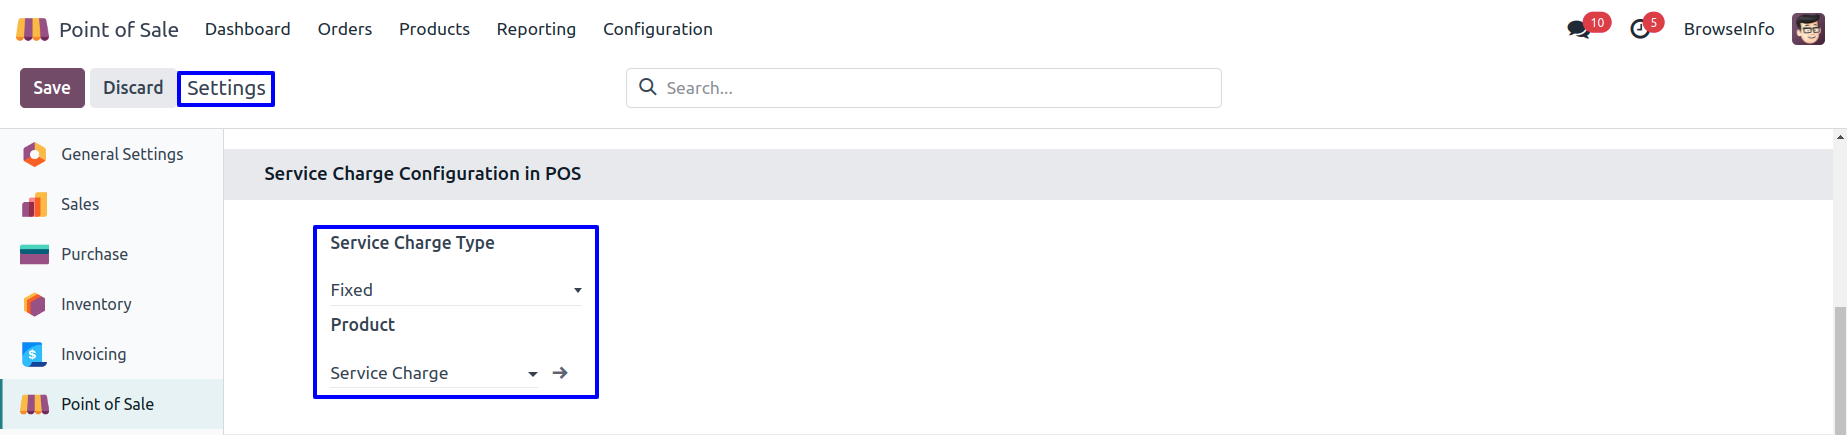 Point of Sale Dashboard Orders Products Reporting Configuration 10 5 BrowseInfo
Save Discard Settings Search...
General Settings
Sales
Purchase
Inventory
Invoicing
Point of Sale
Service Charge Configuration in POS
Service Charge Type
Fixed
Product
Service Charge